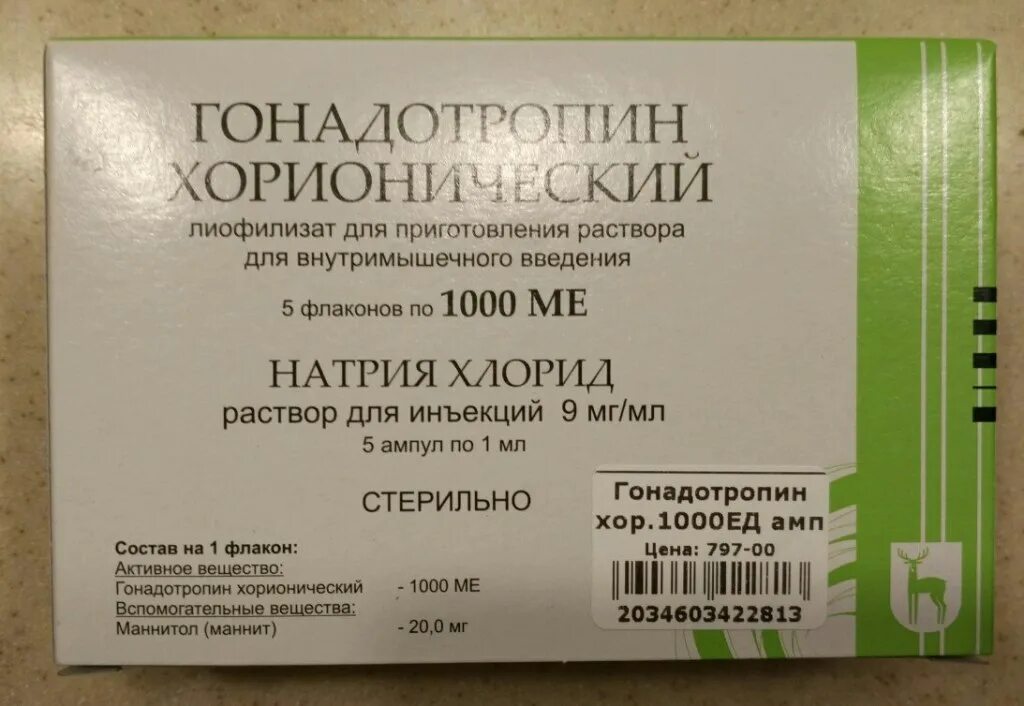 ГОНАДОТРОПИН
ХОРИОНИЧЕСКИЙ
лиофилизат для приготовления раствора
для внутримышечного введения
5 флаконов по 1000 МЕ
НАТРИЯ ХЛОРИД
раствор для инъекций 9 мг/мл
5 ампул по 1 мл
СТЕРИЛЬНО
Состав на 1 флакон:
Активное вещество:
Гонадотропин хорионический - 1000 МЕ
Вспомогательные вещества:
Маннитол (маннит) - 20,0 мг
Гонадотропин
хор.1000ЕД амп
Цена: 797-00
2034603422813